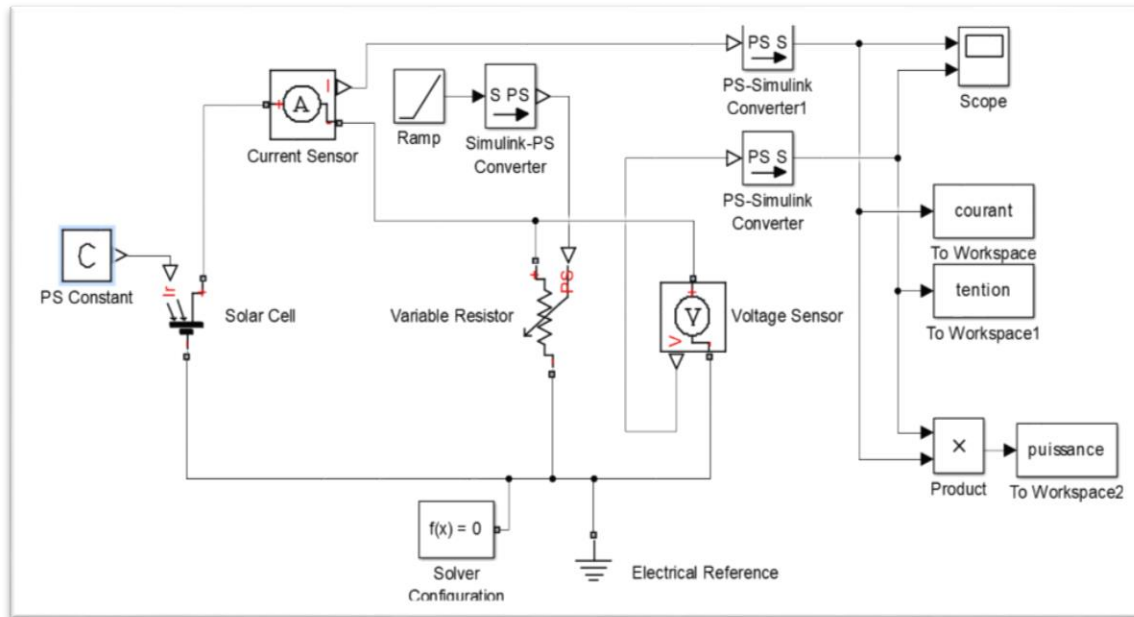 PS S
PS-Simulink
Converter1
Scope
I
A
Current Sensor
Ramp
S PS
Simulink-PS
Converter
PS S
PS-Simulink
Converter
courant
To Workspace
C
PS Constant
Ir
Solar Cell
Variable Resistor
PS
V
V
Voltage Sensor
tention
To Workspace1
×
Product
puissance
To Workspace2
f(x) = 0
Solver
Configuration
Electrical Reference